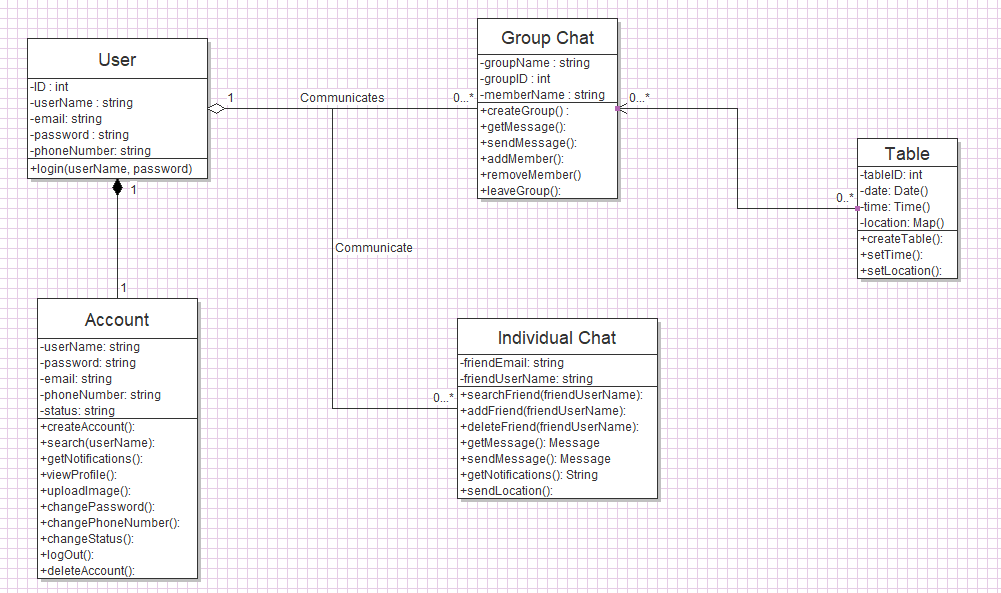 User
-ID : int
-userName : string
-email: string
-password : string
-phoneNumber: string
+login(userName, password)
1
Communicates
0...*
Group Chat
-groupName : string
-groupID : int
-memberName : string
+createGroup() :
+getMessage():
+sendMessage():
+addMember():
+removeMember()
+leaveGroup():
0...*
0..*
Table
-tableID: int
-date: Date()
-time: Time()
-location: Map()
+createTable():
+setTime():
+setLocation():
1
1
Communicate
Account
-userName: string
-password: string
-email: string
-phoneNumber: string
-status: string
+createAccount():
+search(userName):
+getNotifications():
+viewProfile():
+uploadImage():
+changePassword():
+changePhoneNumber():
+changeStatus():
+logOut():
+deleteAccount():
0...*
Individual Chat
-friendEmail: string
-friendUserName: string
+searchFriend(friendUserName):
+addFriend(friendUserName):
+deleteFriend(friendUserName):
+getMessage(): Message
+sendMessage(): Message
+getNotifications(): String
+sendLocation():